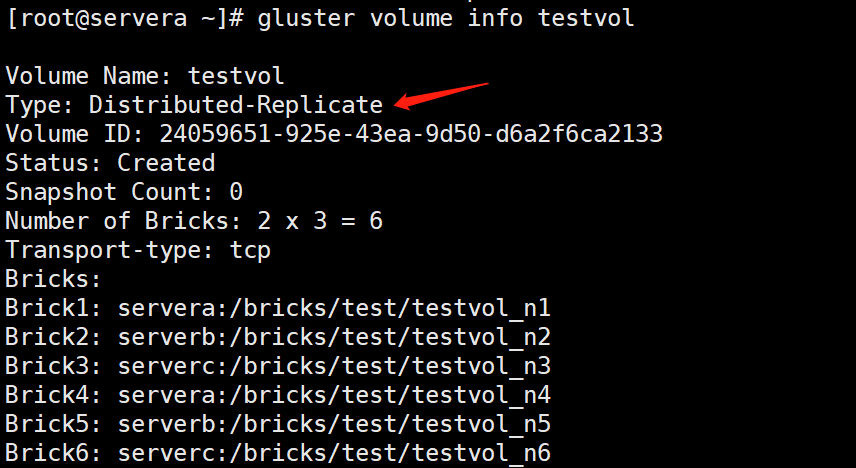 [root@servera ~]# gluster volume info testvol
Volume Name: testvol
Type: Distributed-Replicate
Volume ID: 24059651-925e-43ea-9d50-d6a2f6ca2133
Status: Created
Snapshot Count: 0
Number of Bricks: 2 x 3 = 6
Transport-type: tcp
Bricks:
Brick1: servera:/bricks/test/testvol_n1
Brick2: serverb:/bricks/test/testvol_n2
Brick3: serverc:/bricks/test/testvol_n3
Brick4: servera:/bricks/test/testvol_n4
Brick5: serverb:/bricks/test/testvol_n5
Brick6: serverc:/bricks/test/testvol_n6